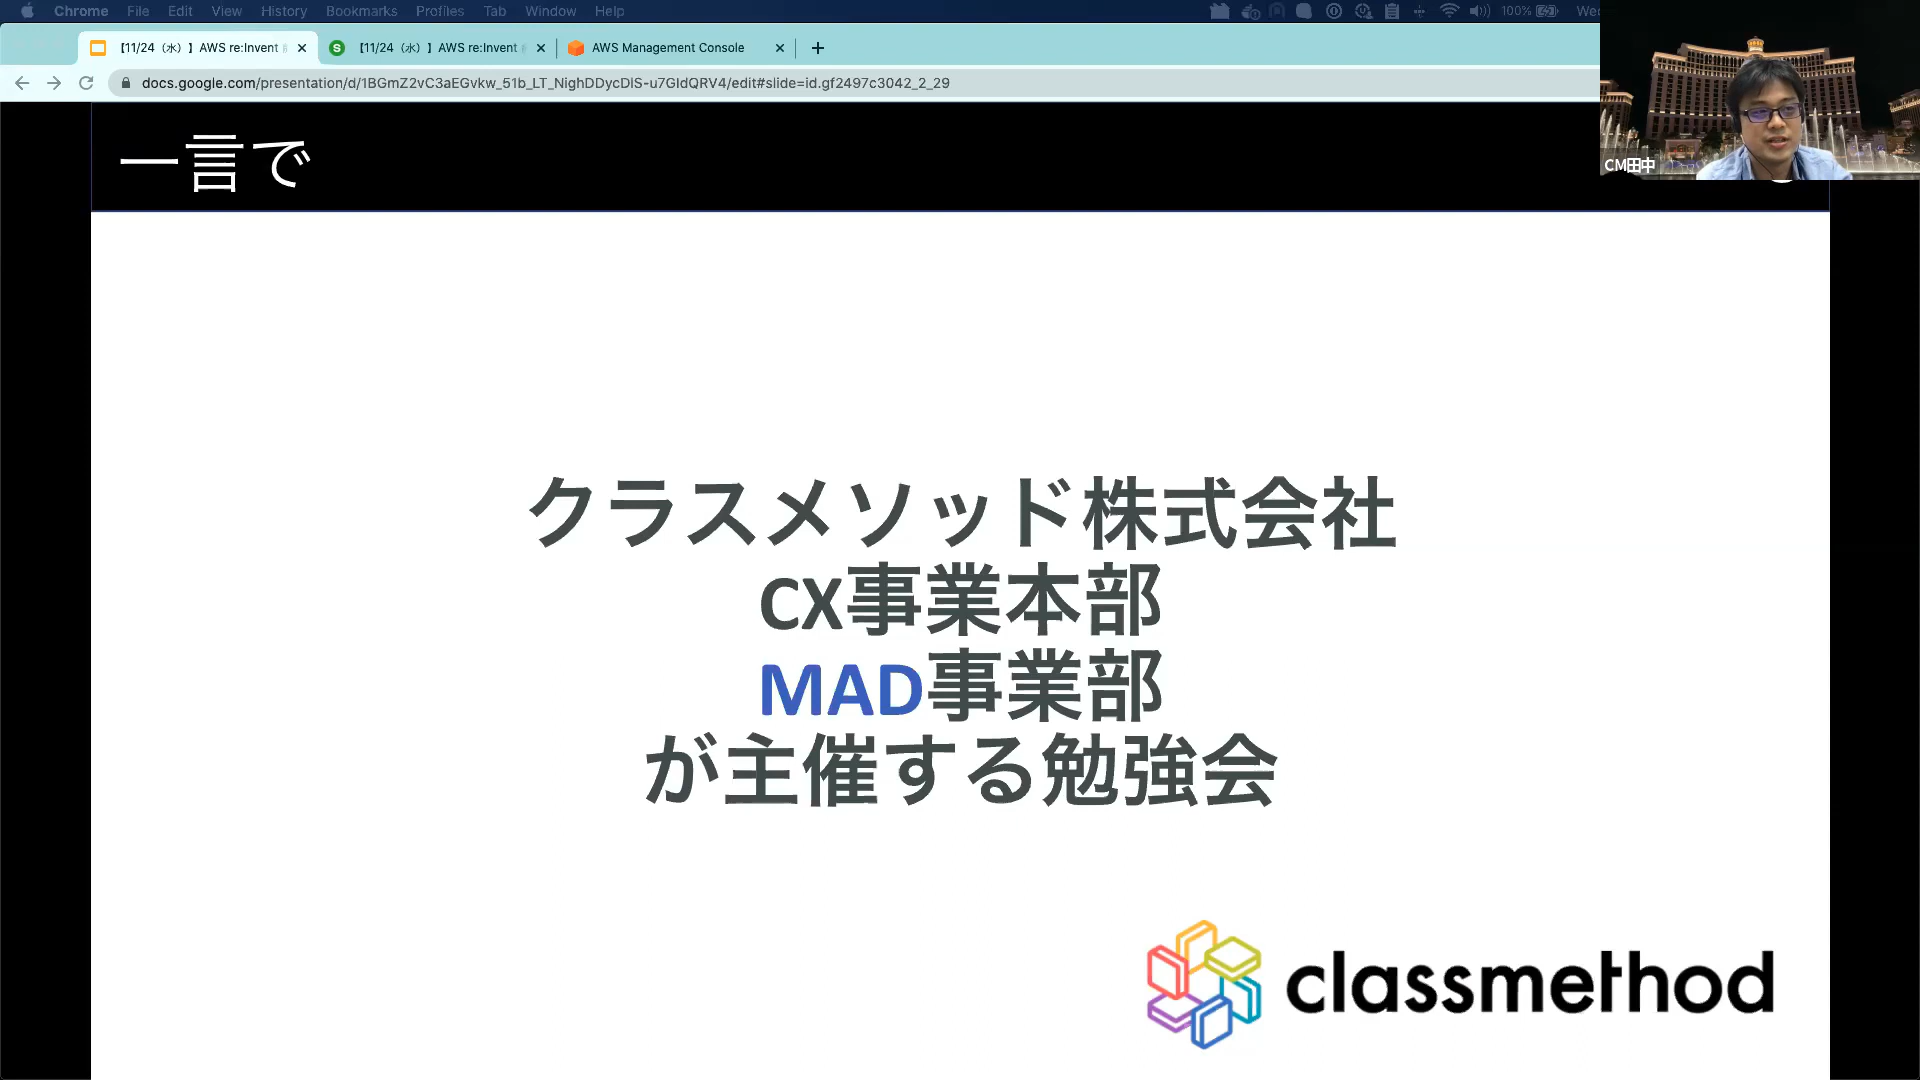 Chrome File Edit View History Bookmarks Profiles Tab Window Help 100%
【11/24（水）】AWS re:Invent
【11/24（水）】AWS re:Invent
AWS Management Console
docs.google.com/presentation/d/1BGmZ2vC3aEGvkw_51b_LT_NighDDycDlS-u7GIdQRV4/edit#slide=id.gf2497c3042_2_29
CM田中
一言で
クラスメソッド株式会社
CX事業本部
MAD事業部
が主催する勉強会
classmethod